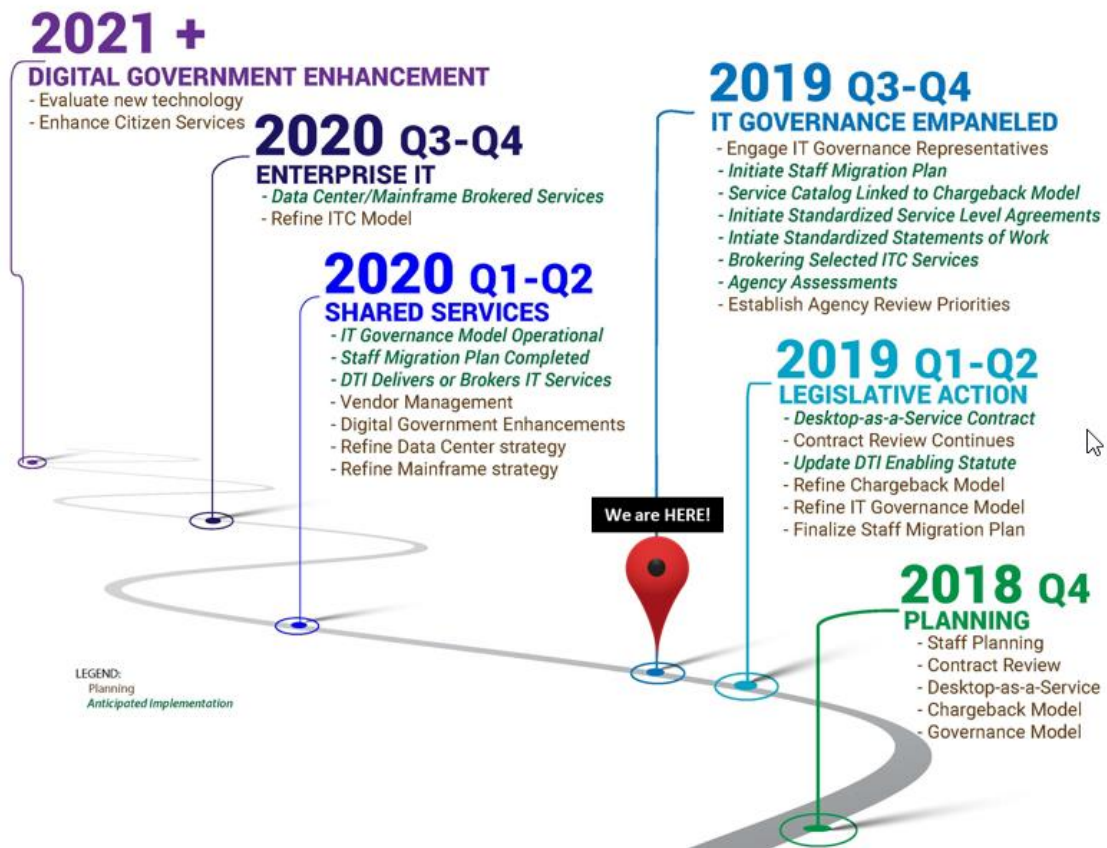 2021 +
DIGITAL GOVERNMENT ENHANCEMENT
- Evaluate new technology
- Enhance Citizen Services
2020 Q3-Q4
ENTERPRISE IT
- Data Center/Mainframe Brokered Services
- Refine ITC Model
2020 Q1-Q2
SHARED SERVICES
- IT Governance Model Operational
- Staff Migration Plan Completed
- DTI Delivers or Brokers IT Services
- Vendor Management
- Digital Government Enhancements
- Refine Data Center strategy
- Refine Mainframe strategy
2019 Q3-Q4
IT GOVERNANCE EMPANELED
- Engage IT Governance Representatives
- Initiate Staff Migration Plan
- Service Catalog Linked to Chargeback Model
- Initiate Standardized Service Level Agreements
- Intiate Standardized Statements of Work
- Brokering Selected ITC Services
- Agency Assessments
- Establish Agency Review Priorities
2019 Q1-Q2
LEGISLATIVE ACTION
- Desktop-as-a-Service Contract
- Contract Review Continues
- Update DTI Enabling Statute
- Refine Chargeback Model
- Refine IT Governance Model
- Finalize Staff Migration Plan
We are HERE!
2018 Q4
PLANNING
- Staff Planning
- Contract Review
- Desktop-as-a-Service
- Chargeback Model
- Governance Model
LEGEND:
Planning
Anticipated Implementation